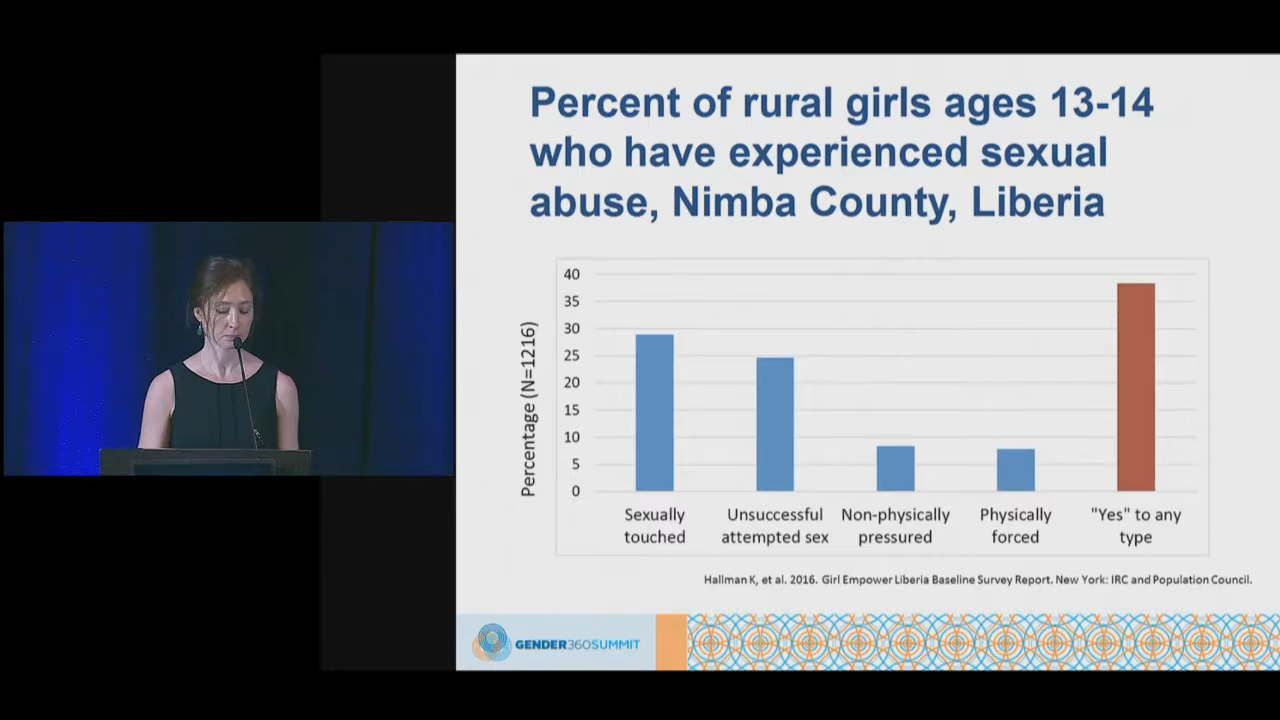 Percent of rural girls ages 13-14
who have experienced sexual
abuse, Nimba County, Liberia
Percentage (N=1216)
40
35
30
25
20
15
10
5
0
Sexually
touched
Unsuccessful
attempted sex
Non-physically
pressured
Physically
forced
"Yes" to any
type
Hallman K, et al. 2016. Girl Empower Liberia Baseline Survey Report. New York: IRC and Population Council.
GENDER360SUMMIT